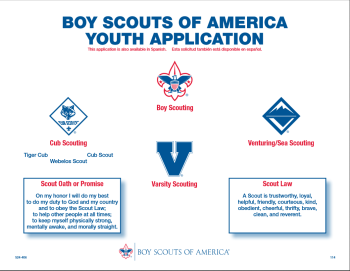 BOY SCOUTS OF AMERICA
YOUTH APPLICATION
This application is also available in Spanish. Esta solicitud también está disponible en español.
Boy Scouting
Cub Scouting
Venturing/Sea Scouting
Tiger Cub Cub Scout
Webelos Scout
V
Varsity Scouting
Scout Oath or Promise
On my honor I will do my best
to do my duty to God and my country
and to obey the Scout Law;
to help other people at all times;
to keep myself physically strong,
mentally awake, and morally straight.
Scout Law
A Scout is trustworthy, loyal,
helpful, friendly, courteous, kind,
obedient, cheerful, thrifty, brave,
clean, and reverent.
BOY SCOUTS OF AMERICA